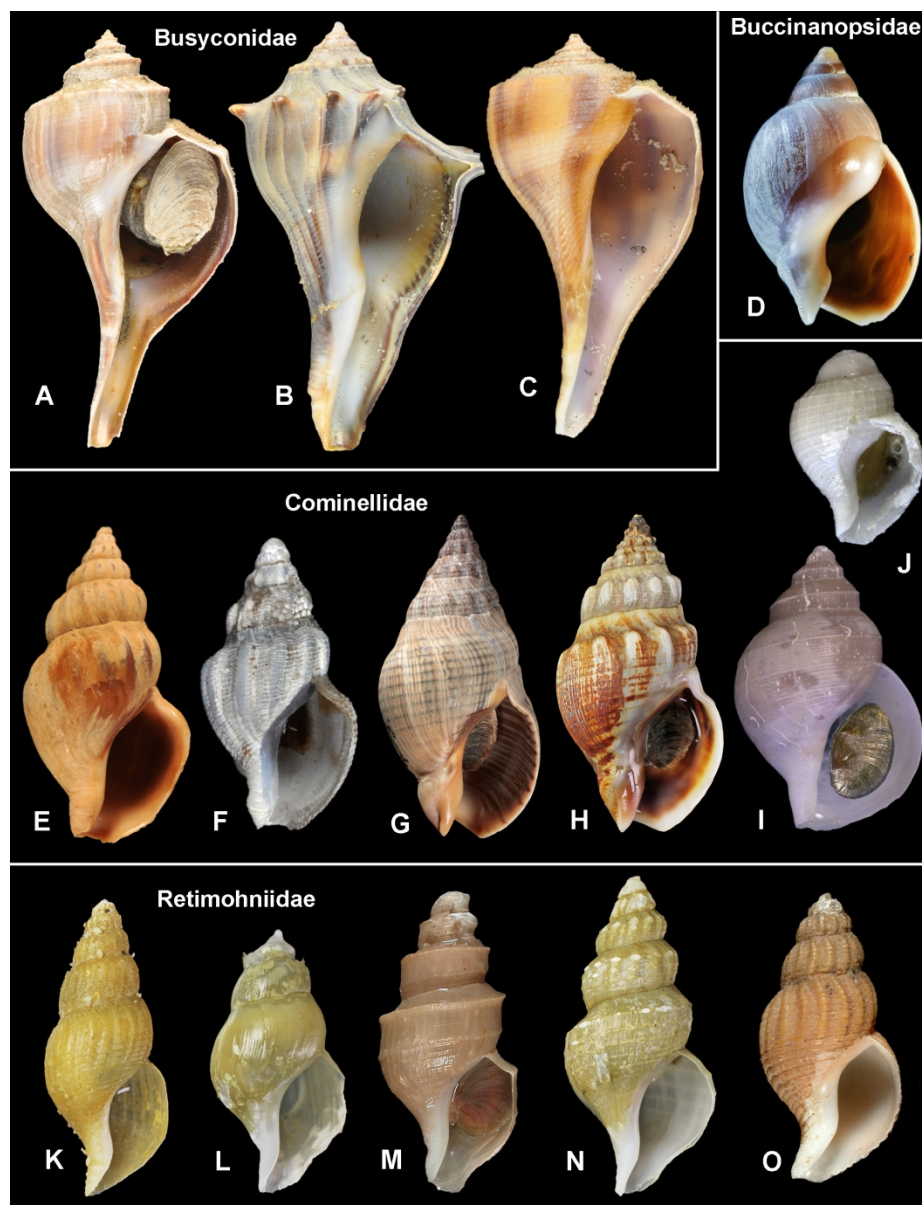 Busyconidae
Buccinanopsidae
A
B
C
D
J
Cominellidae
E
F
G
H
I
Retimohniidae
K
L
M
N
O